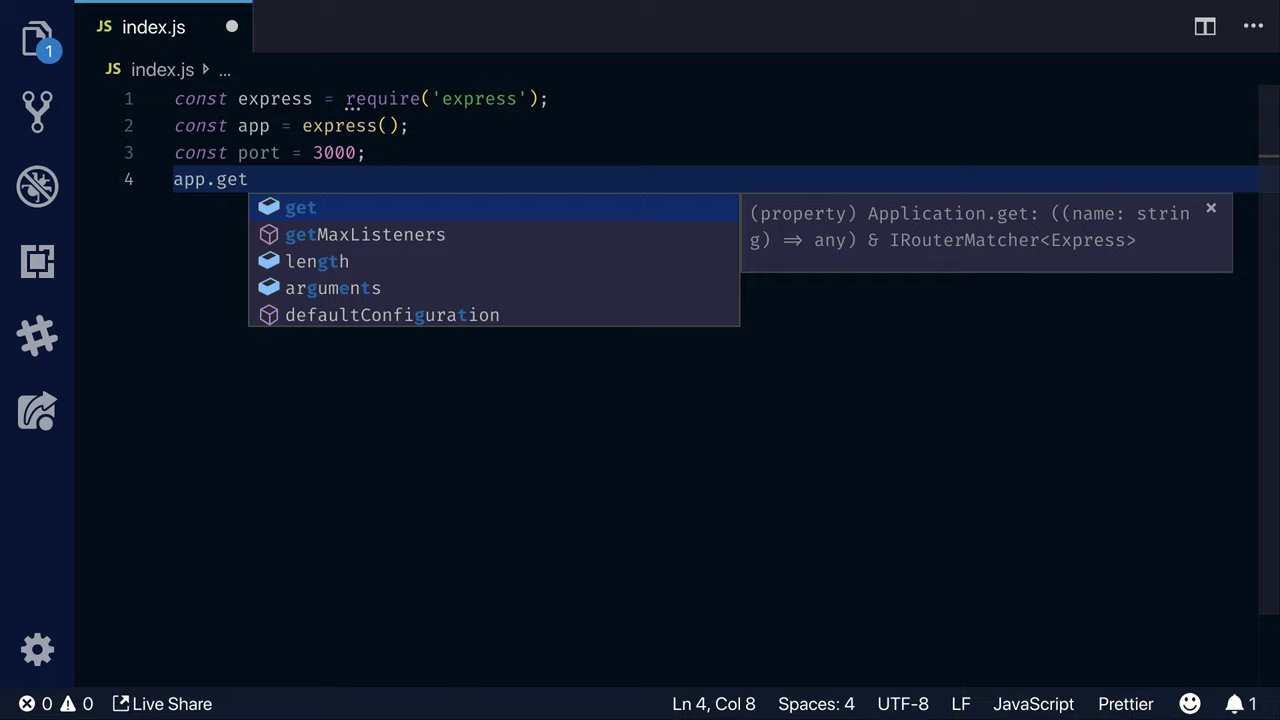 JS index.js
1
JS index.js ...
1 const express = require('express');
2 const app = express();
3 const port = 3000;
4 app.get
get
getMaxListeners
length
arguments
defaultConfiguration
(property) Application.get: ((name: strin
g) => any) & IRouterMatcher<Express>
0 0 Live Share Ln 4, Col 8 Spaces: 4 UTF-8 LF JavaScript Prettier 1